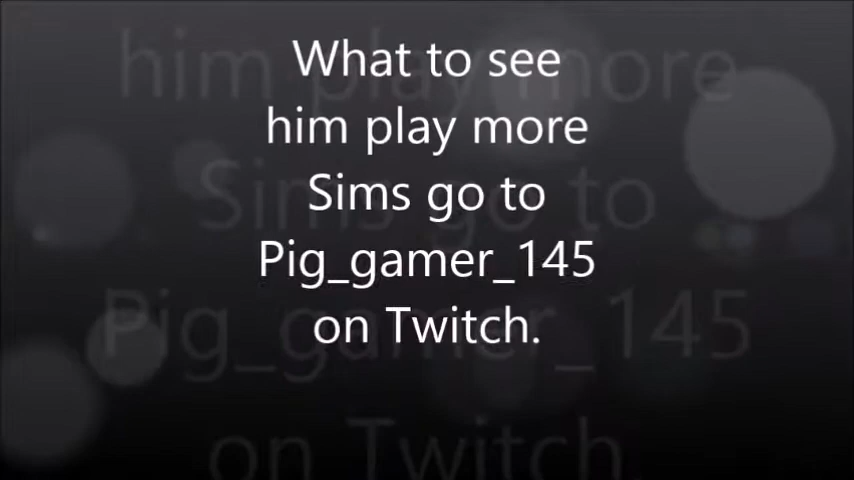 What to see
him play more
Sims go to
Pig_gamer_145
on Twitch.